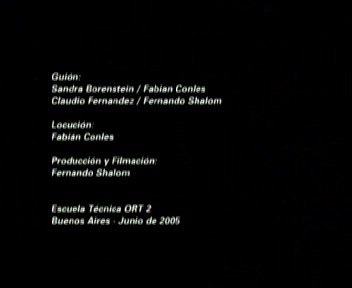 Guión:
Sandra Borenstein / Fabian Conles
Claudio Fernandez / Fernando Shalom
Locución:
Fabián Conles
Producción y Filmación:
Fernando Shalom
Escuela Técnica ORT 2
Buenos Aires - Junio de 2005